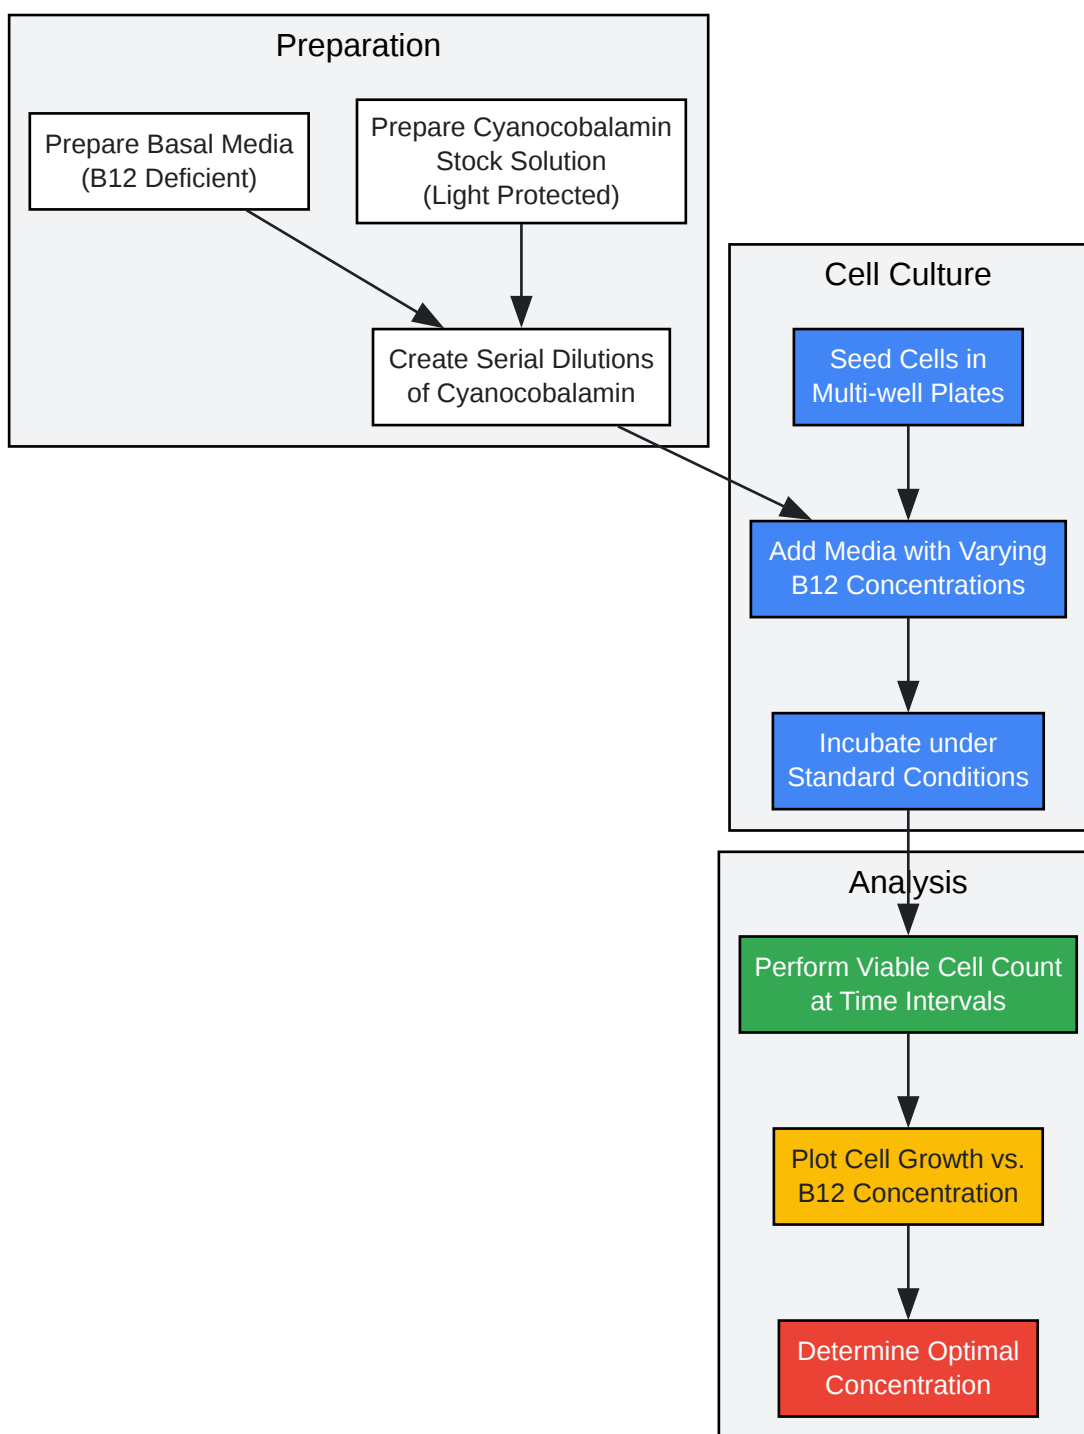 Preparation
Prepare Basal Media
(B12 Deficient)
Prepare Cyanocobalamin
Stock Solution
(Light Protected)
Create Serial Dilutions
of Cyanocobalamin
Cell Culture
Seed Cells in
Multi-well Plates
Add Media with Varying
B12 Concentrations
Incubate under
Standard Conditions
Analysis
Perform Viable Cell Count
at Time Intervals
Plot Cell Growth vs.
B12 Concentration
Determine Optimal
Concentration